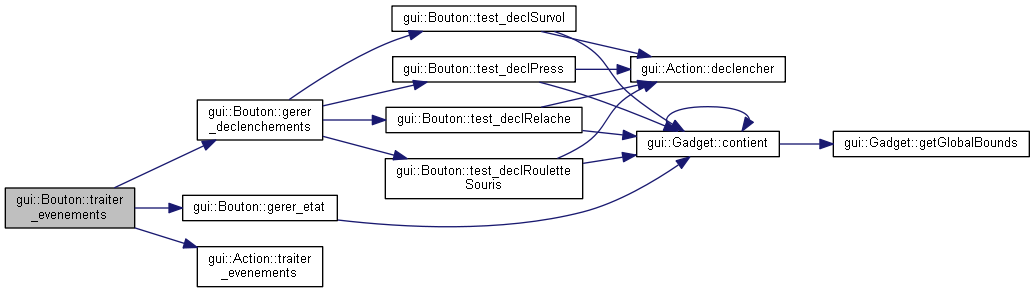 gui::Bouton::traiter
_evenements
gui::Bouton::gerer
_declenchements
gui::Bouton::gerer_etat
gui::Action::traiter
_evenements
gui::Bouton::test_declSurvol
gui::Bouton::test_declPress
gui::Bouton::test_declRelache
gui::Bouton::test_declRoulette
Souris
gui::Action::declencher
gui::Gadget::contient
gui::Gadget::getGlobalBounds